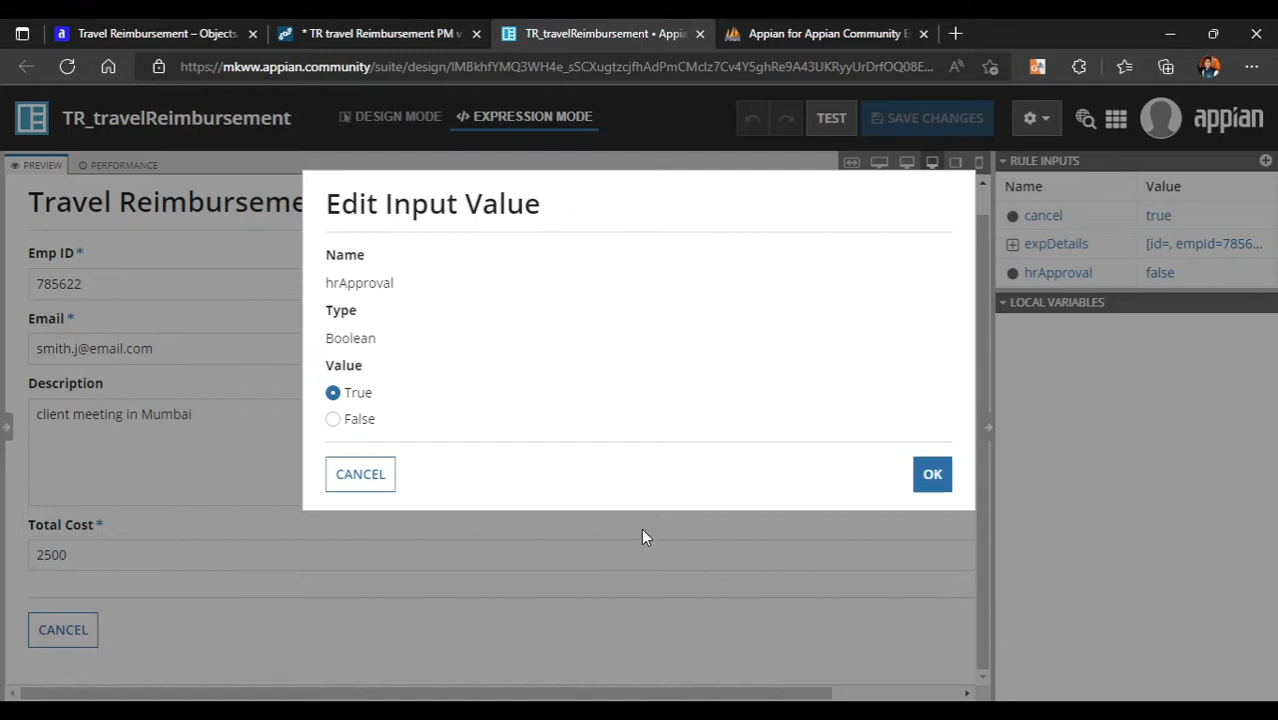 Travel Reimbursement – Objects
* TR travel Reimbursement PM v
TR_travelReimbursement • Appia
Appian for Appian Community E
https://mkww.appian.community/suite/design/
TR_travelReimbursement
DESIGN MODE
</> EXPRESSION MODE
TEST
SAVE CHANGES
appian
PREVIEW
PERFORMANCE
RULE INPUTS
Name
Value
cancel
true
expDetails
[id=, empId=7856...
hrApproval
false
LOCAL VARIABLES
Travel Reimburseme
Emp ID *
785622
Email *
smith.j@email.com
Description
client meeting in Mumbai
Total Cost *
2500
CANCEL
Edit Input Value
Name
hrApproval
Type
Boolean
Value
True
False
CANCEL
OK